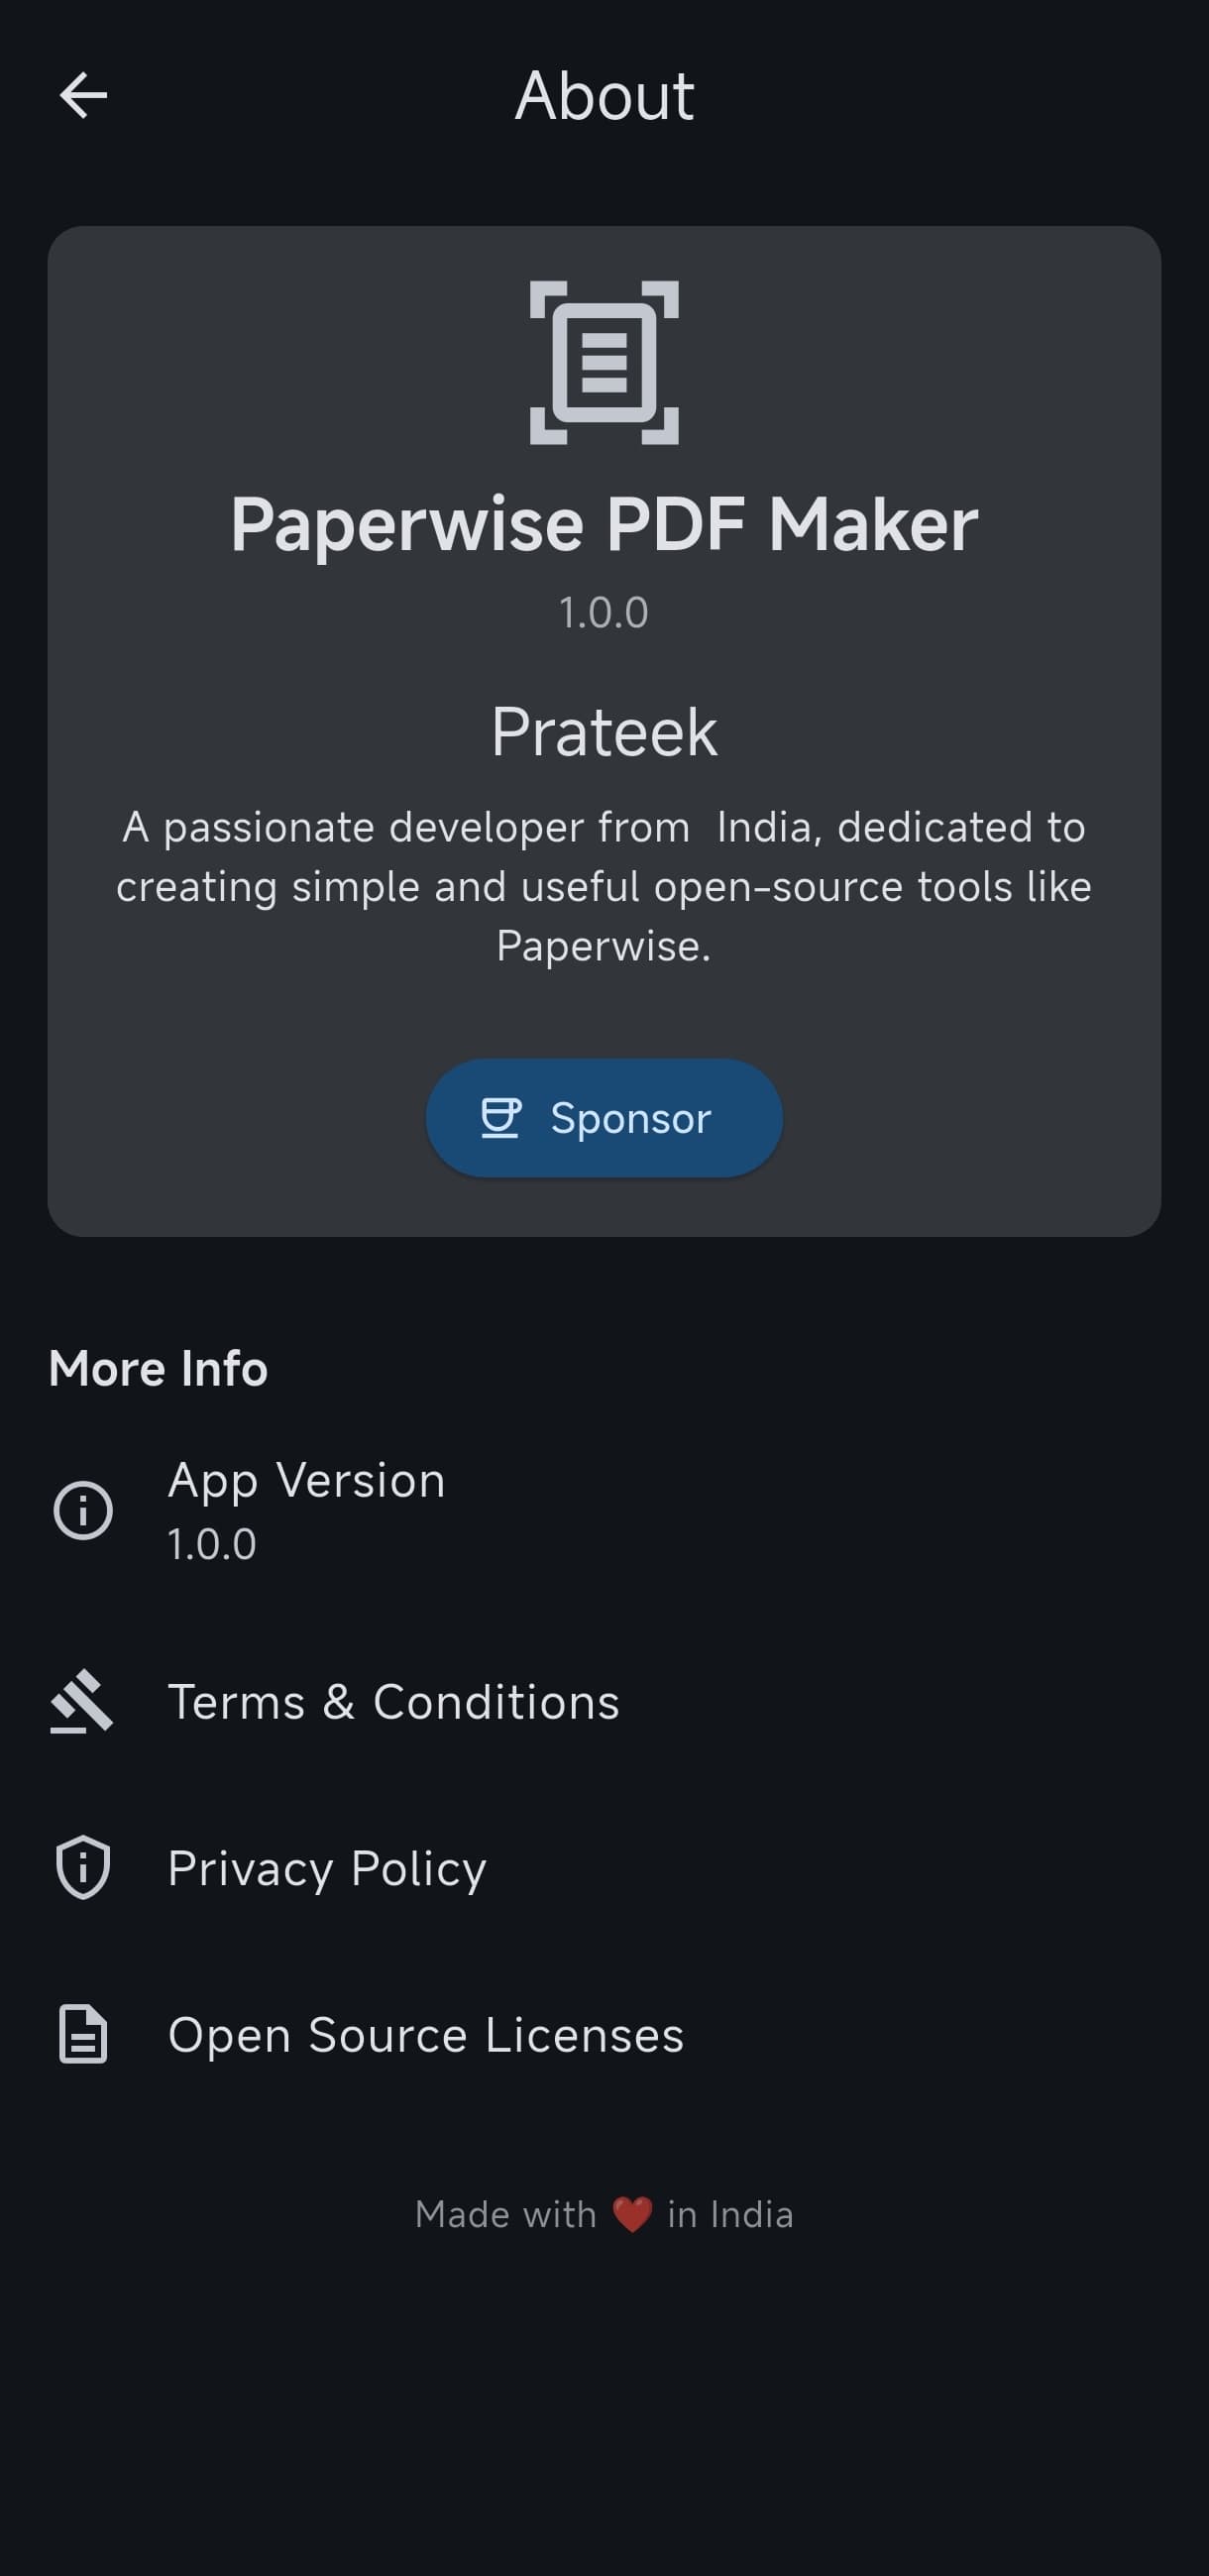 About
Paperwise PDF Maker
1.0.0
Prateek
A passionate developer from  India, dedicated to
creating simple and useful open-source tools like
Paperwise.
Sponsor
More Info
App Version
1.0.0
Terms & Conditions
Privacy Policy
Open Source Licenses
Made with ❤️ in India